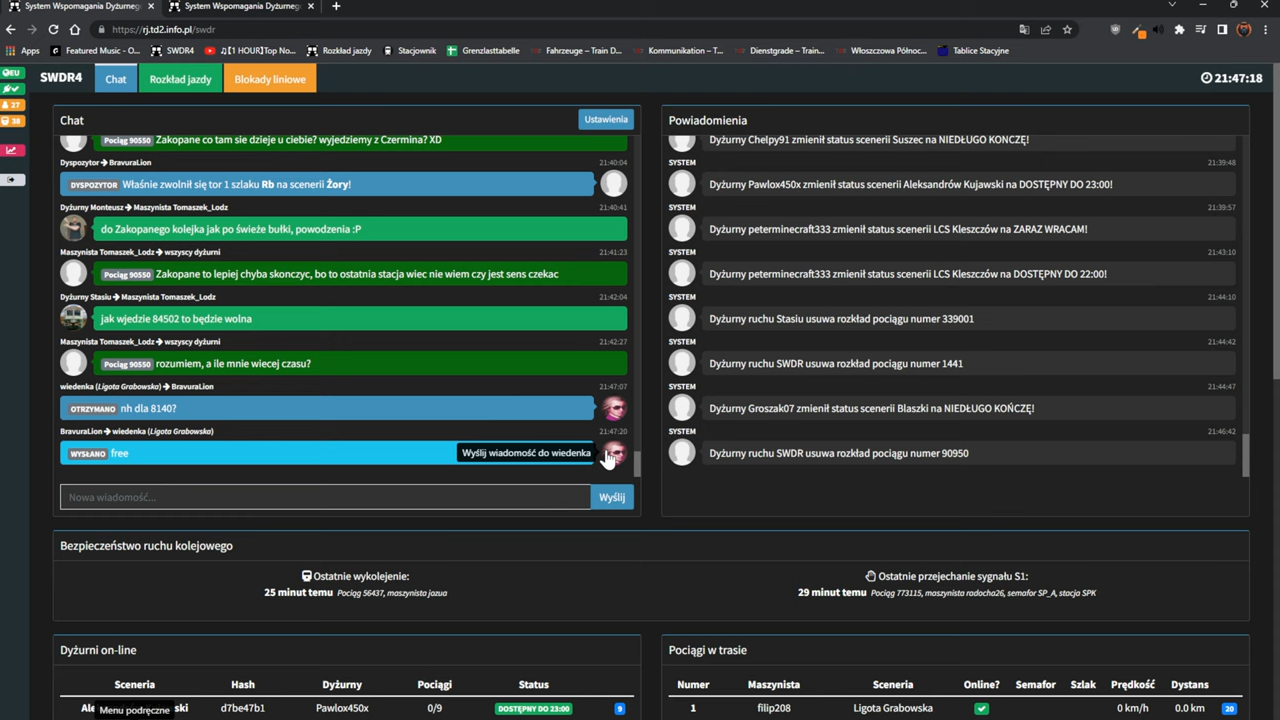 System Wspomagania Dyżurnego
System Wspomagania Dyżurnego
https://rj.td2.info.pl/swdr
Apps
Featured Music - O...
SWDR4
♫【1 HOUR】Top No...
Rozkład jazdy
Stacjownik
Grenzlasttabelle
Fahrzeuge – Train D...
Kommunikation – T...
Dienstgrade – Train...
Włoszczowa Północ...
Tablice Stacyjne
EU
27
38
SWDR4
Chat
Rozkład jazdy
Blokady liniowe
21:47:18
Chat
Ustawienia
Pociąg 90550 Zakopane co tam sie dzieje u ciebie? wyjedziemy z Czermina? XD
Dyspozytor → BravuraLion
21:40:04
DYSPOZYTOR Właśnie zwolnił się tor 1 szlaku Rb na scenerii Żory!
Dyżurny Monteusz → Maszynista Tomaszek_Lodz
21:40:41
do Zakopanego kolejka jak po świeże bułki, powodzenia :P
Maszynista Tomaszek_Lodz → wszyscy dyżurni
21:41:23
Pociąg 90550 Zakopane to lepiej chyba skonczyc, bo to ostatnia stacja wiec nie wiem czy jest sens czekac
Dyżurny Stasiu → Maszynista Tomaszek_Lodz
21:42:04
jak wjedzie 84502 to będzie wolna
Maszynista Tomaszek_Lodz → wszyscy dyżurni
21:42:27
Pociąg 90550 rozumiem, a ile mnie wiecej czasu?
wiedenka (Ligota Grabowska) → BravuraLion
21:47:07
OTRZYMANO nh dla 8140?
BravuraLion → wiedenka (Ligota Grabowska)
21:47:20
WYSŁANO free
Wyślij wiadomość do wiedenka
Nowa wiadomość...
Wyślij
Powiadomienia
Dyżurny Chelpy91 zmienił status scenerii Suszec na NIEDŁUGO KOŃCZĘ!
SYSTEM
21:39:48
Dyżurny Pawlox450x zmienił status scenerii Aleksandrów Kujawski na DOSTĘPNY DO 23:00!
SYSTEM
21:39:57
Dyżurny peterminecraft333 zmienił status scenerii LCS Kleszczów na ZARAZ WRACAM!
SYSTEM
21:43:10
Dyżurny peterminecraft333 zmienił status scenerii LCS Kleszczów na DOSTĘPNY DO 22:00!
SYSTEM
21:44:10
Dyżurny ruchu Stasiu usuwa rozkład pociągu numer 339001
SYSTEM
21:44:42
Dyżurny ruchu SWDR usuwa rozkład pociągu numer 1441
SYSTEM
21:44:47
Dyżurny Groszak07 zmienił status scenerii Blaszki na NIEDŁUGO KOŃCZĘ!
SYSTEM
21:46:42
Dyżurny ruchu SWDR usuwa rozkład pociągu numer 90950
Bezpieczeństwo ruchu kolejowego
Ostatnie wykolejenie:
25 minut temu Pociąg 56437, maszynista jazua
Ostatnie przejechanie sygnału S1:
29 minut temu Pociąg 773115, maszynista radocha26, semafor SP_A, stacja SPK
Dyżurni on-line
Sceneria Hash Dyżurny Pociągi Status
d7be47b1 Pawlox450x 0/9 DOSTĘPNY DO 23:00 9
Menu podręczne
Pociągi w trasie
Numer Maszynista Sceneria Online? Semafor Szlak Prędkość Dystans
1 filip208 Ligota Grabowska 0 km/h 0.0 km 20